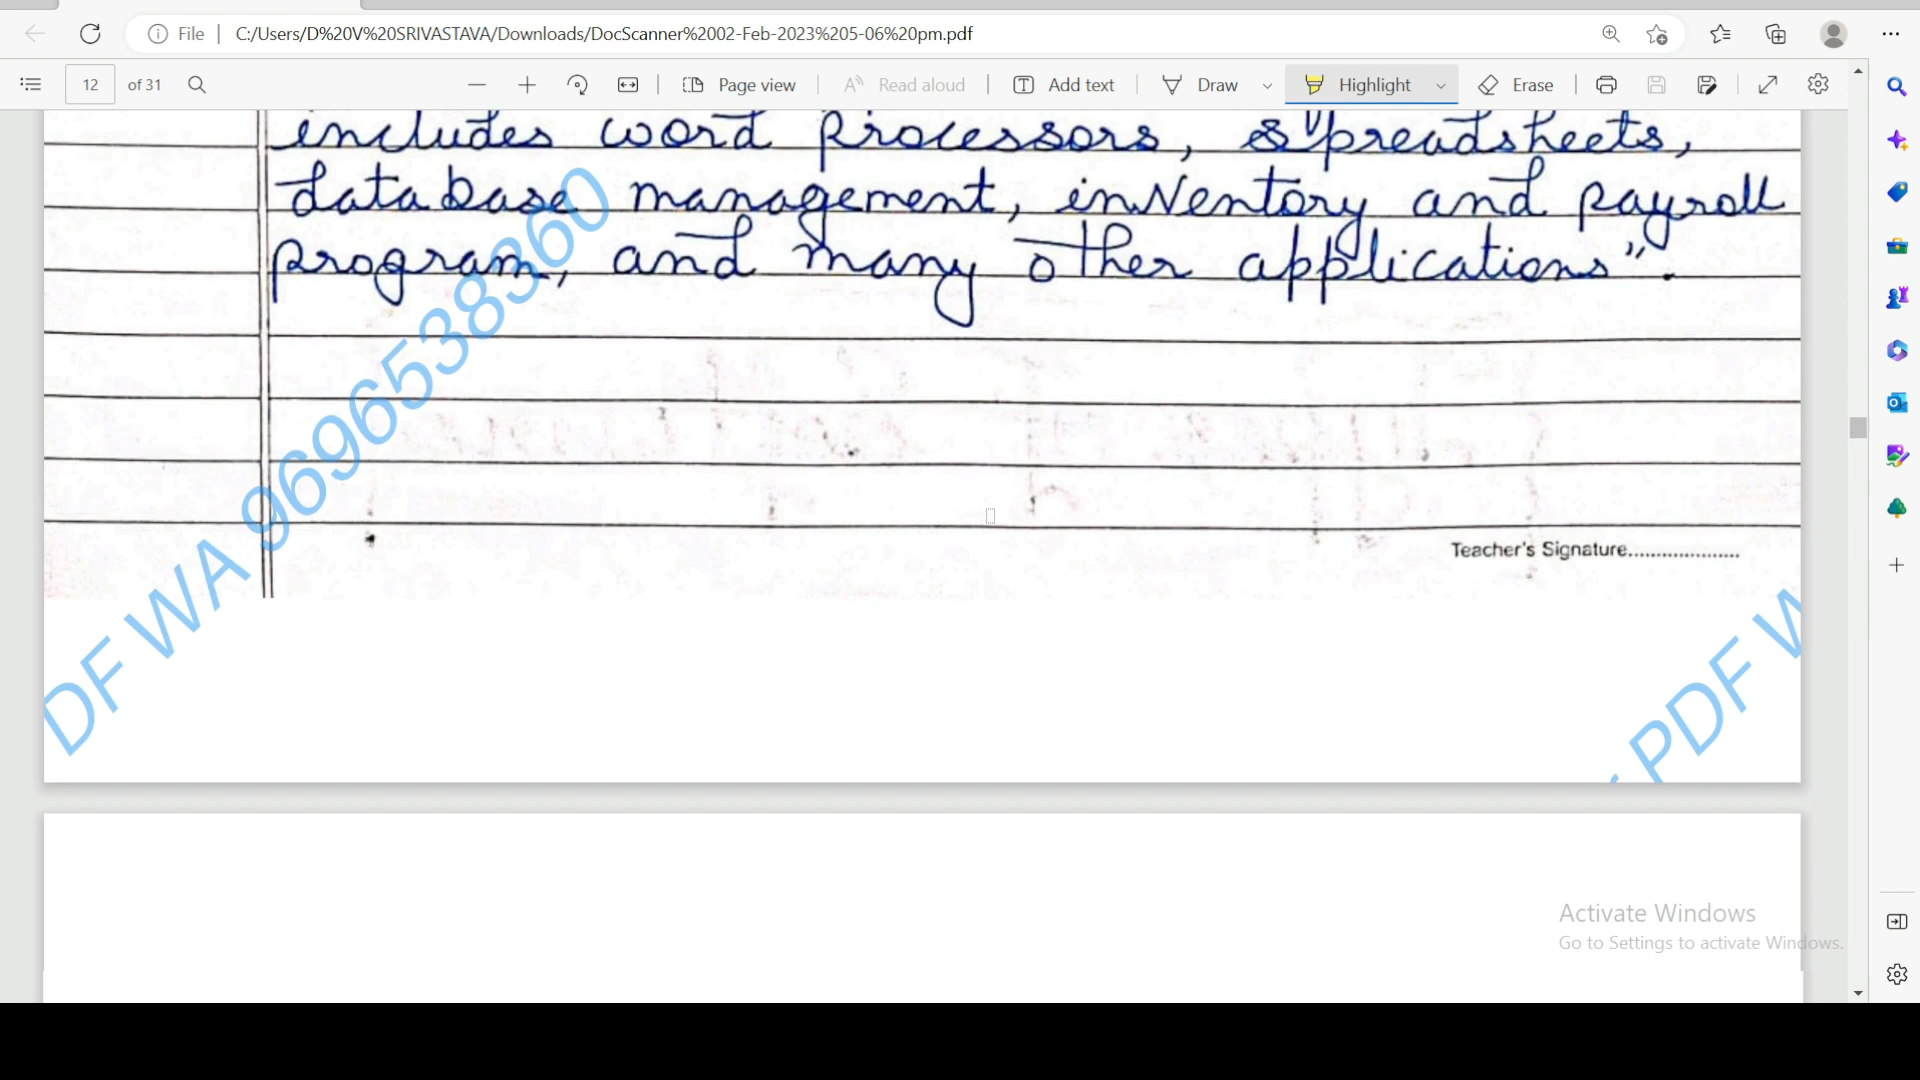 File C:/Users/D%20V%20SRIVASTAVA/Downloads/DocScanner%2002-Feb-2023%205-06%20pm.pdf
12 of 31 Page view Read aloud Add text Draw Highlight Erase
includes word processors, spreadsheets,
database management, inventory and payroll
program, and many other applications".
DF WA 9696538360
Teacher's Signature....................
PDF W
Activate Windows
Go to Settings to activate Windows.